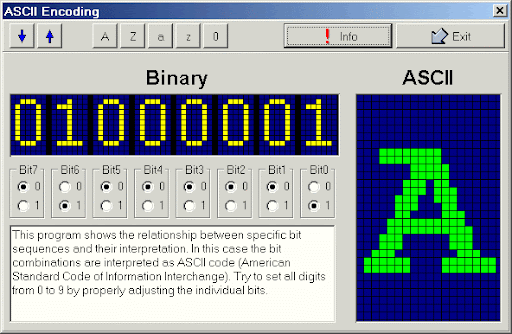 ASCII Encoding
A Z a z 0 Info Exit
Binary ASCII
01000001
A
Bit7 Bit6 Bit5 Bit4 Bit3 Bit2 Bit1 Bit0
0 0 0 0 0 0 0 0
1 1 1 1 1 1 1 1
This program shows the relationship between specific bit
sequences and their interpretation. In this case the bit
combinations are interpreted as ASCII code (American
Standard Code of Information Interchange). Try to set all digits
from 0 to 9 by properly adjusting the individual bits.